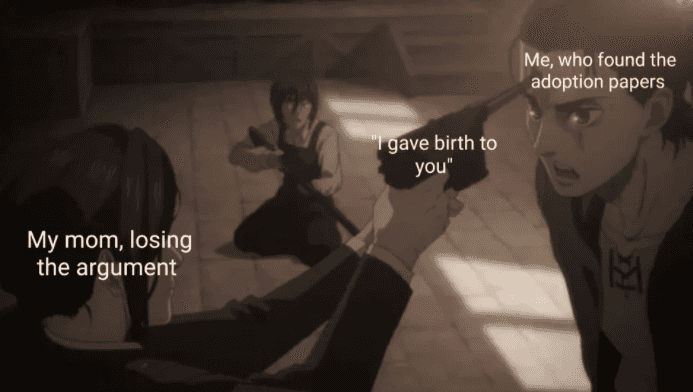 Me, who found the
adoption papers
"I gave birth to
you"
My mom, losing
the argument